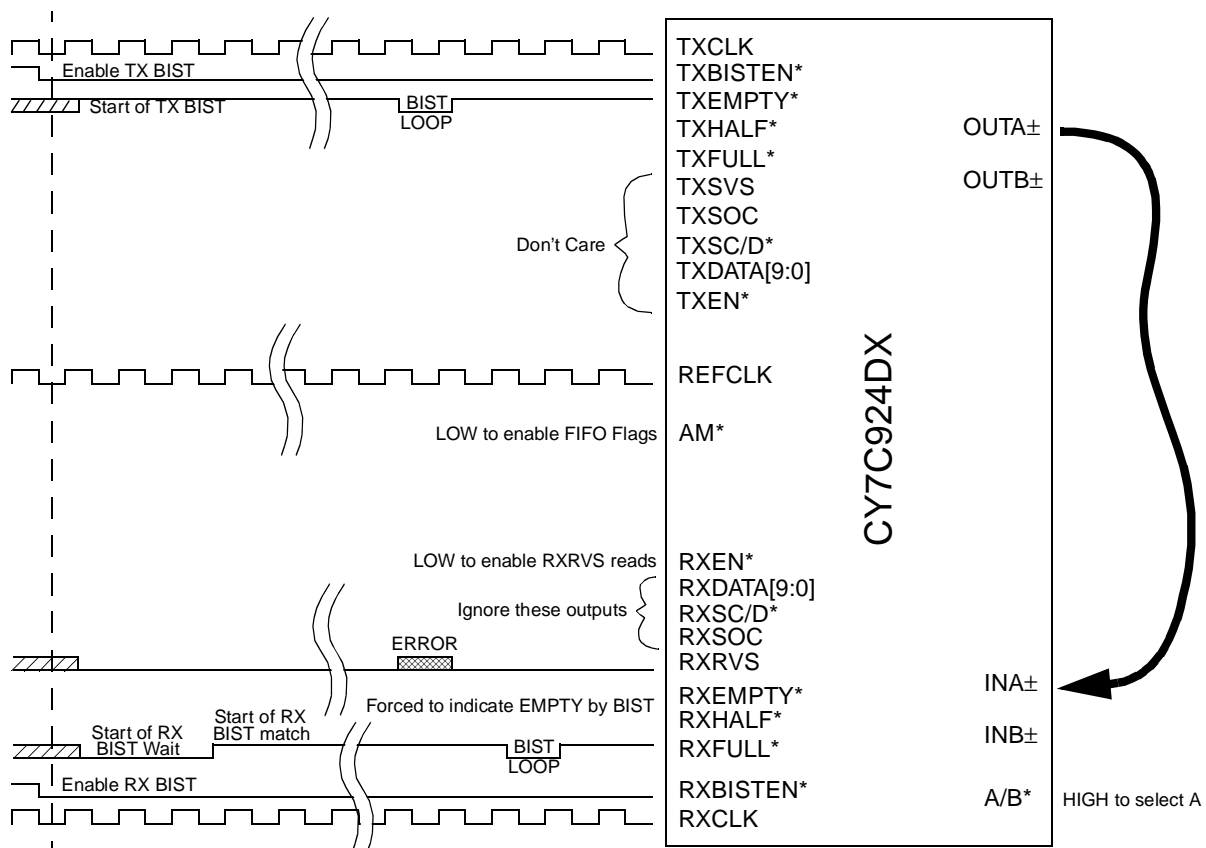 TXCLK
Enable TX BIST TXBISTEN*
Start of TX BIST BIST TXEMPTY*
LOOP TXHALF* OUTA±
TXFULL*
TXSVS OUTB±
TXSOC
Don't Care TXSC/D*
TXDATA[9:0]
TXEN*
REFCLK
CY7C924DX
LOW to enable FIFO Flags AM*
LOW to enable RXRVS reads RXEN*
RXDATA[9:0]
Ignore these outputs RXSC/D*
RXSOC
ERROR
RXRVS
INA±
Forced to indicate EMPTY by BIST RXEMPTY*
RXHALF*
Start of RX
BIST Wait
Start of RX
BIST match
BIST
LOOP
RXFULL* INB±
Enable RX BIST RXBISTEN*
A/B* HIGH to select A
RXCLK